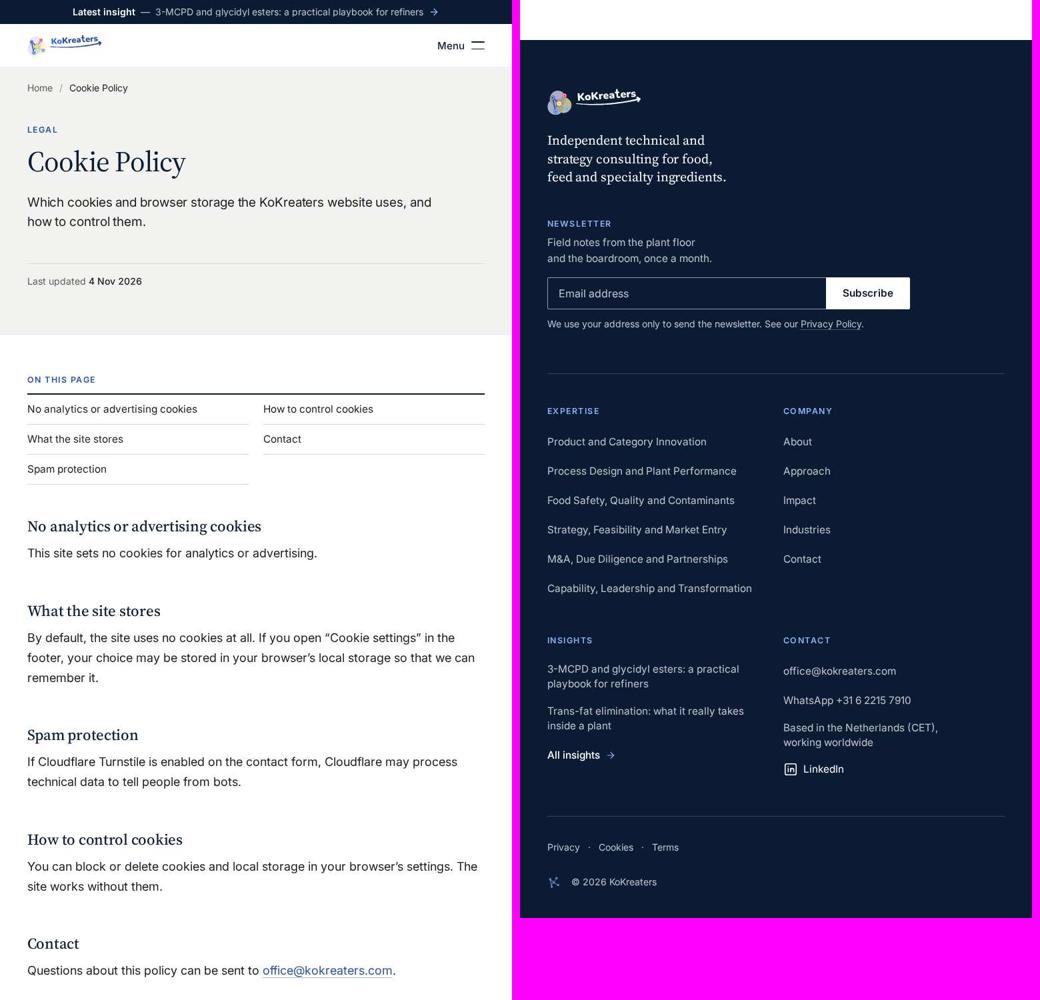 Latest insight — 3-MCPD and glycidyl esters: a practical playbook for refiners →
KoKreaters
Menu
Home / Cookie Policy
LEGAL
Cookie Policy
Which cookies and browser storage the KoKreaters website uses, and
how to control them.
Last updated 4 Nov 2026
ON THIS PAGE
No analytics or advertising cookies
How to control cookies
What the site stores
Contact
Spam protection
No analytics or advertising cookies
This site sets no cookies for analytics or advertising.
What the site stores
By default, the site uses no cookies at all. If you open “Cookie settings” in the
footer, your choice may be stored in your browser’s local storage so that we can
remember it.
Spam protection
If Cloudflare Turnstile is enabled on the contact form, Cloudflare may process
technical data to tell people from bots.
How to control cookies
You can block or delete cookies and local storage in your browser’s settings. The
site works without them.
Contact
Questions about this policy can be sent to office@kokreaters.com.
KoKreaters
Independent technical and
strategy consulting for food,
feed and specialty ingredients.
NEWSLETTER
Field notes from the plant floor
and the boardroom, once a month.
Email address
Subscribe
We use your address only to send the newsletter. See our Privacy Policy.
EXPERTISE
Product and Category Innovation
Process Design and Plant Performance
Food Safety, Quality and Contaminants
Strategy, Feasibility and Market Entry
M&A, Due Diligence and Partnerships
Capability, Leadership and Transformation
COMPANY
About
Approach
Impact
Industries
Contact
INSIGHTS
3-MCPD and glycidyl esters: a practical
playbook for refiners
Trans-fat elimination: what it really takes
inside a plant
All insights →
CONTACT
office@kokreaters.com
WhatsApp +31 6 2215 7910
Based in the Netherlands (CET),
working worldwide
LinkedIn
Privacy · Cookies · Terms
© 2026 KoKreaters